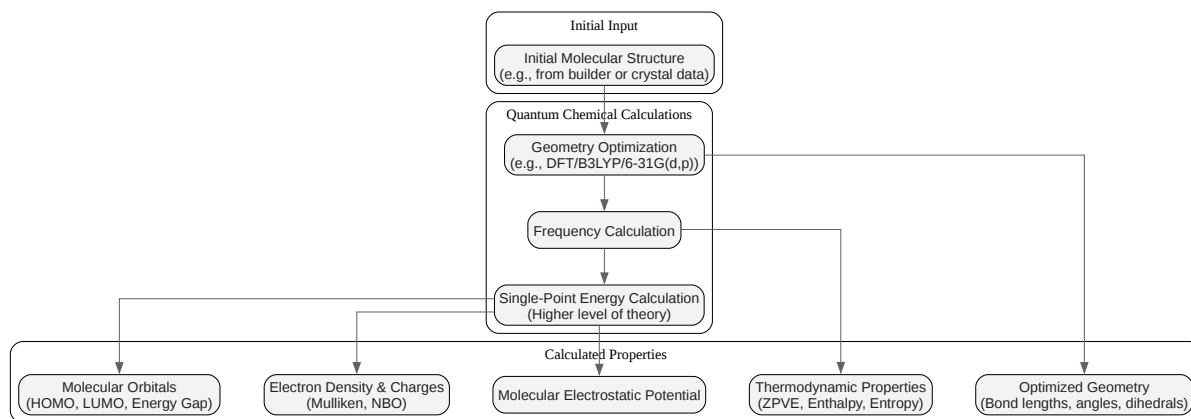 Initial Input
Initial Molecular Structure
(e.g., from builder or crystal data)
Quantum Chemical Calculations
Geometry Optimization
(e.g., DFT/B3LYP/6-31G(d,p))
Frequency Calculation
Single-Point Energy Calculation
(Higher level of theory)
Calculated Properties
Molecular Orbitals
(HOMO, LUMO, Energy Gap)
Electron Density & Charges
(Mulliken, NBO)
Molecular Electrostatic Potential
Thermodynamic Properties
(ZPVE, Enthalpy, Entropy)
Optimized Geometry
(Bond lengths, angles, dihedrals)